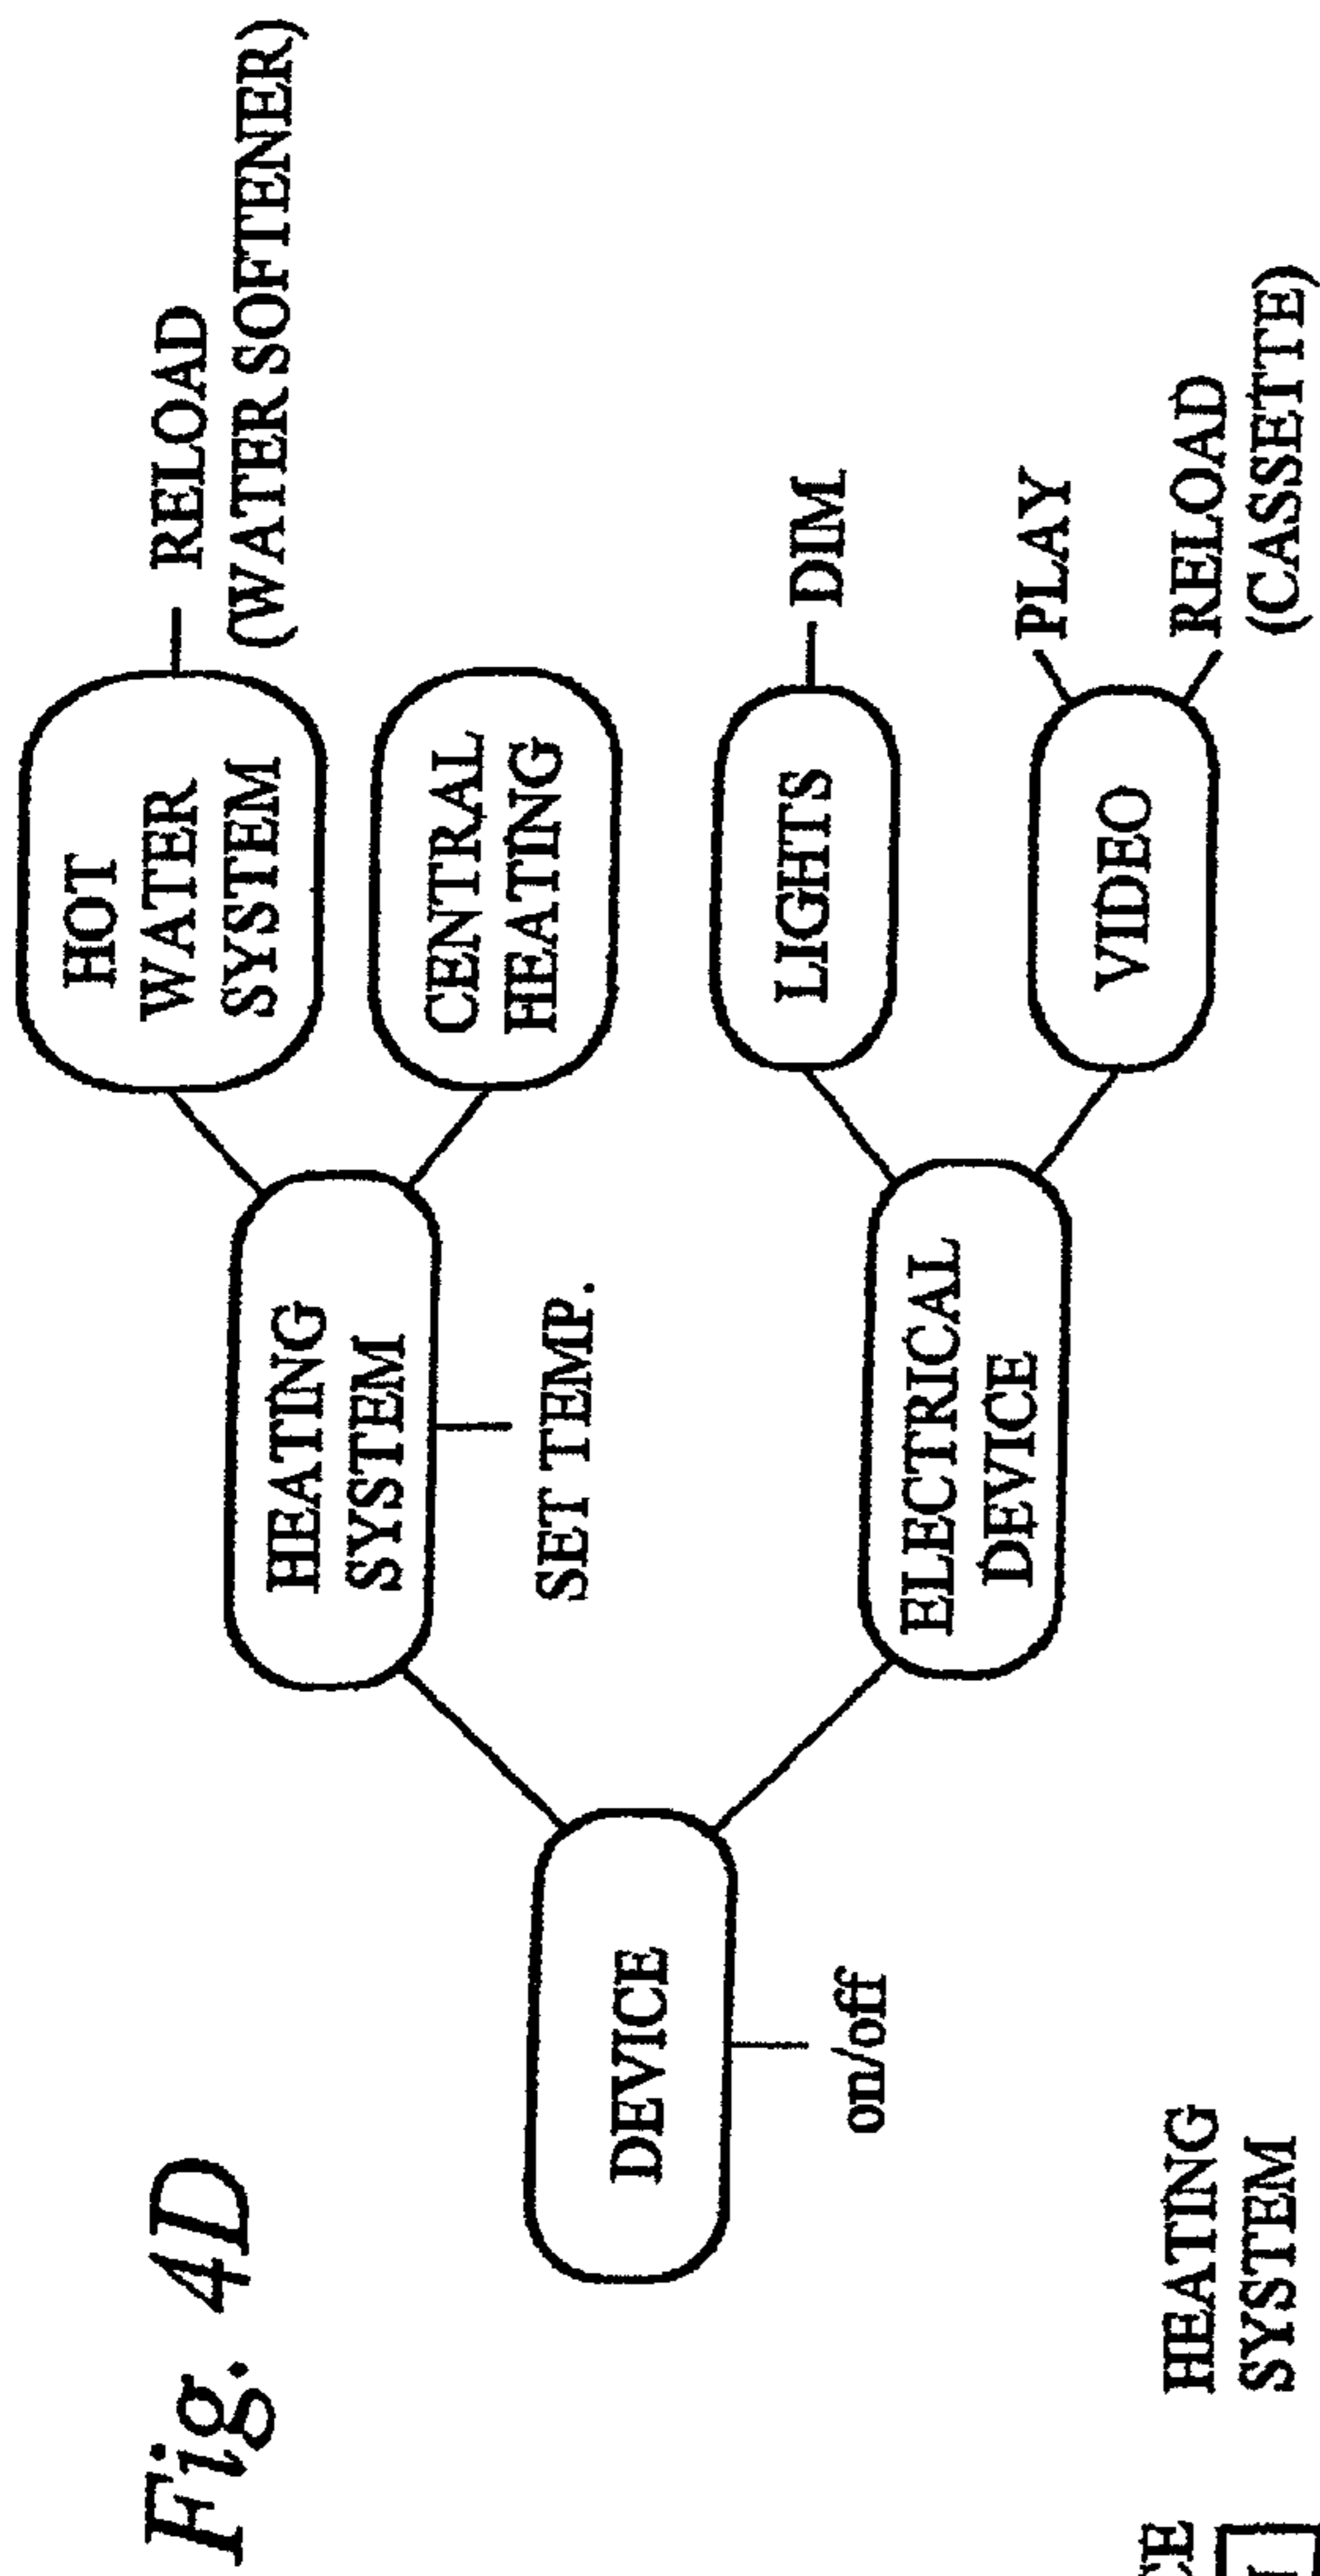 Fig. 4D
HOT
WATER
SYSTEM
RELOAD
(WATER SOFTENER)
HEATING
SYSTEM
CENTRAL
HEATING
SET TEMP.
DEVICE
on/off
LIGHTS
DIM
ELECTRICAL
DEVICE
VIDEO
PLAY
RELOAD
(CASSETTE)
HEATING
SYSTEM